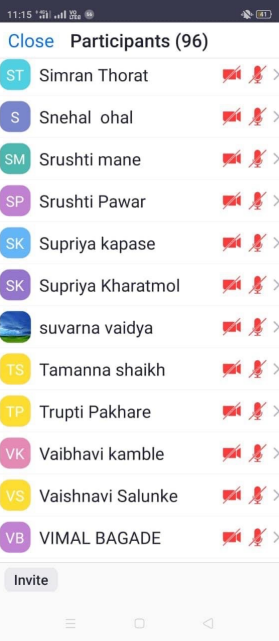 11:15
41
Close Participants (96)
ST Simran Thorat
S Snehal ohal
SM Srushti mane
SP Srushti Pawar
SK Supriya kapase
SK Supriya Kharatmol
suvarna vaidya
TS Tamanna shaikh
TP Trupti Pakhare
VK Vaibhavi kamble
VS Vaishnavi Salunke
VB VIMAL BAGADE
Invite